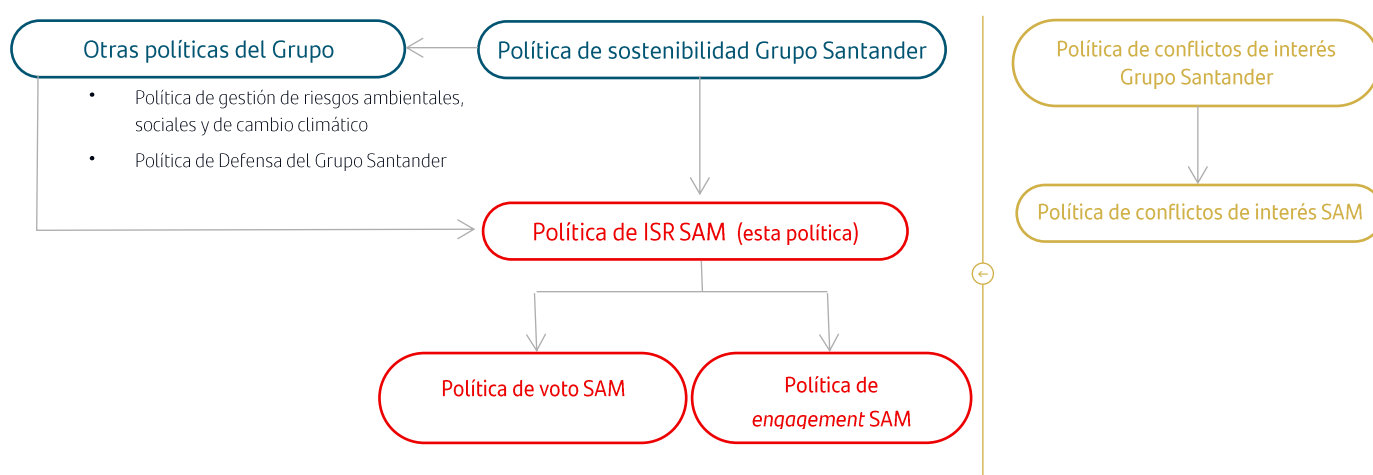 Otras políticas del Grupo
Política de sostenibilidad Grupo Santander
• Política de gestión de riesgos ambientales,
sociales y de cambio climático
• Política de Defensa del Grupo Santander
Política de ISR SAM (esta política)
Política de voto SAM
Política de
engagement SAM
Política de conflictos de interés
Grupo Santander
Política de conflictos de interés SAM